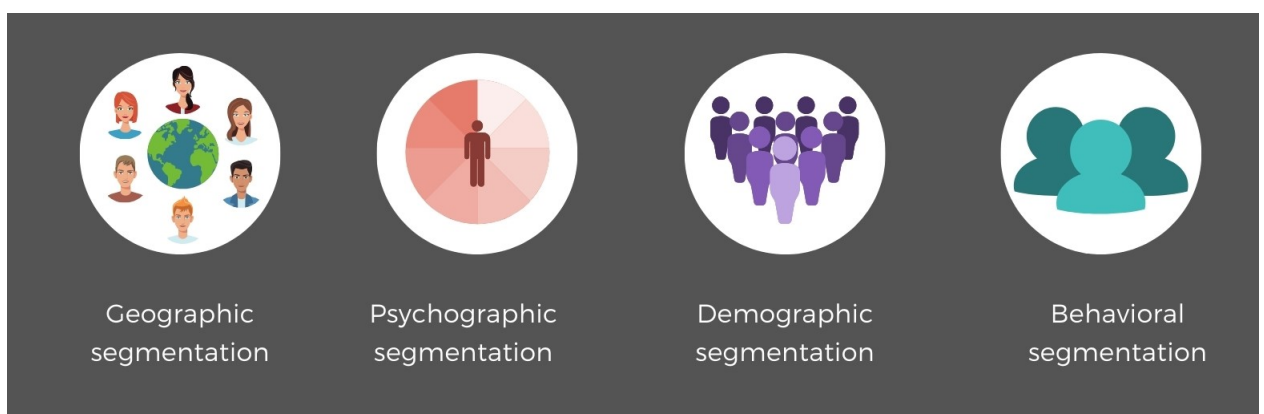 Geographic
segmentation
Psychographic
segmentation
Demographic
segmentation
Behavioral
segmentation